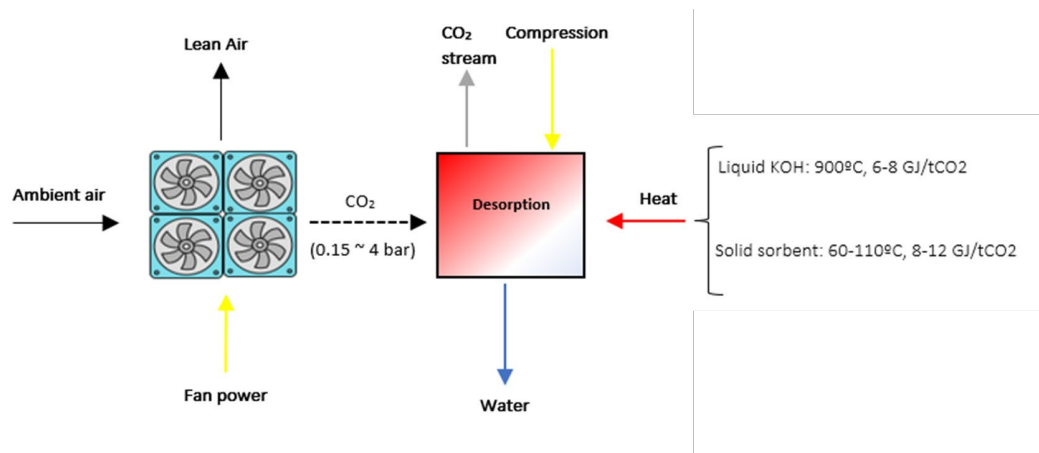 Lean Air
CO₂
stream
Compression
Ambient air
CO₂
(0.15 ~ 4 bar)
Desorption
Heat
Liquid KOH: 900ºC, 6-8 GJ/tCO2
Solid sorbent: 60-110ºC, 8-12 GJ/tCO2
Fan power
Water